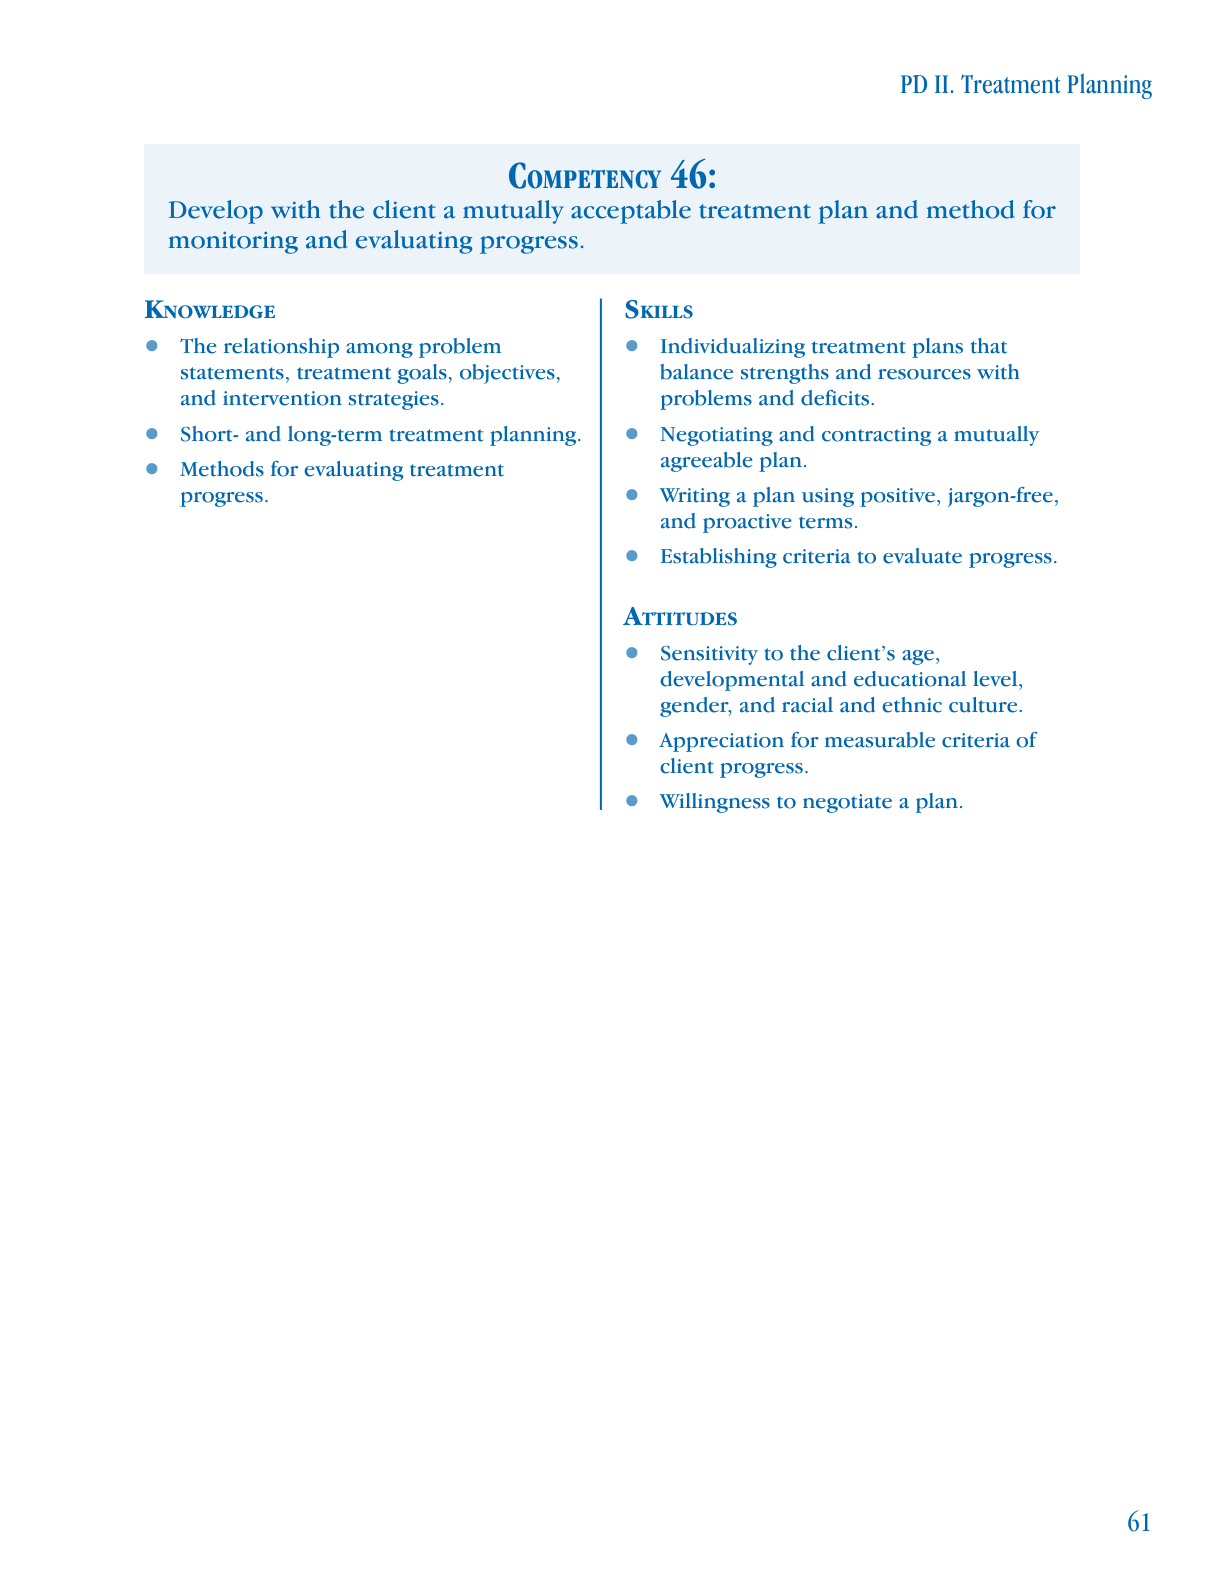 PD II. Treatment Planning
Competency 46:
Develop with the client a mutually acceptable treatment plan and method for
monitoring and evaluating progress.
Knowledge
● The relationship among problem
statements, treatment goals, objectives,
and intervention strategies.
● Short- and long-term treatment planning.
● Methods for evaluating treatment
progress.
Skills
● Individualizing treatment plans that
balance strengths and resources with
problems and deficits.
● Negotiating and contracting a mutually
agreeable plan.
● Writing a plan using positive, jargon-free,
and proactive terms.
● Establishing criteria to evaluate progress.
Attitudes
● Sensitivity to the client’s age,
developmental and educational level,
gender, and racial and ethnic culture.
● Appreciation for measurable criteria of
client progress.
● Willingness to negotiate a plan.
61